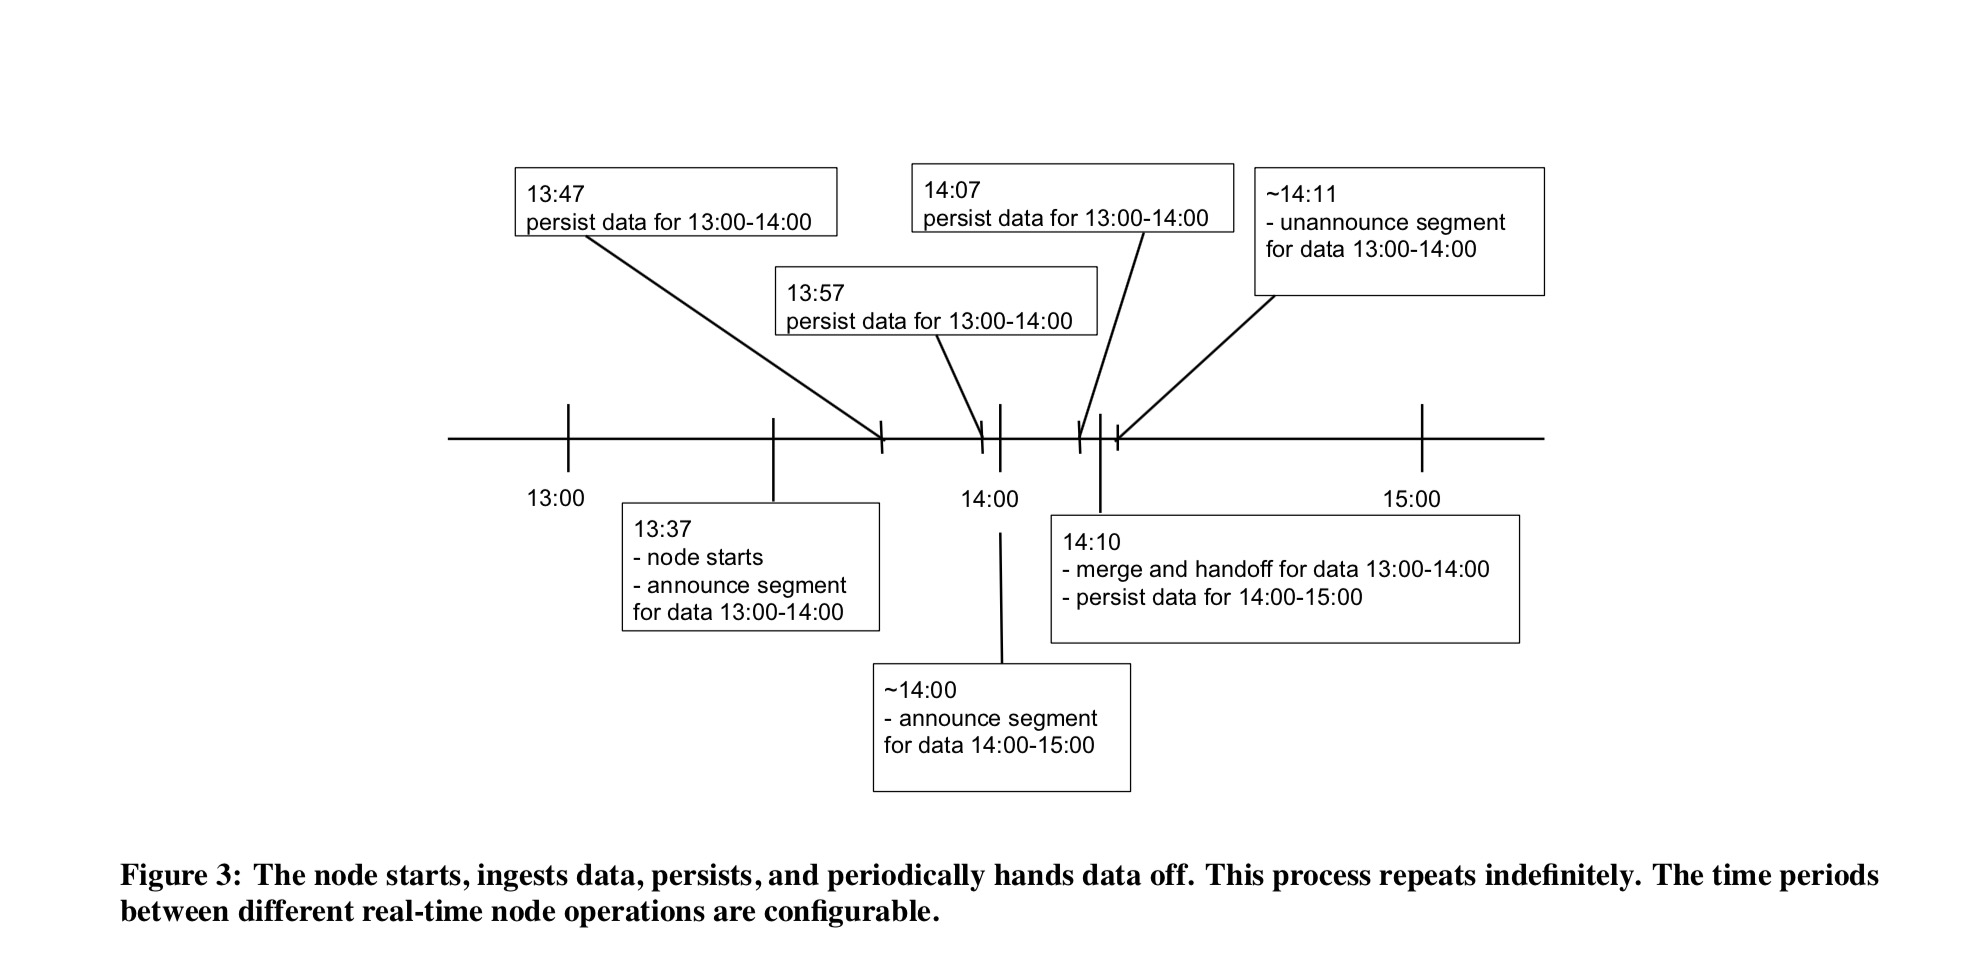 13:47
persist data for 13:00-14:00
14:07
persist data for 13:00-14:00
~14:11
- unannounce segment
for data 13:00-14:00
13:57
persist data for 13:00-14:00
13:00
14:00
15:00
13:37
- node starts
- announce segment
for data 13:00-14:00
14:10
- merge and handoff for data 13:00-14:00
- persist data for 14:00-15:00
~14:00
- announce segment
for data 14:00-15:00
Figure 3: The node starts, ingests data, persists, and periodically hands data off. This process repeats indefinitely. The time periods
between different real-time node operations are configurable.